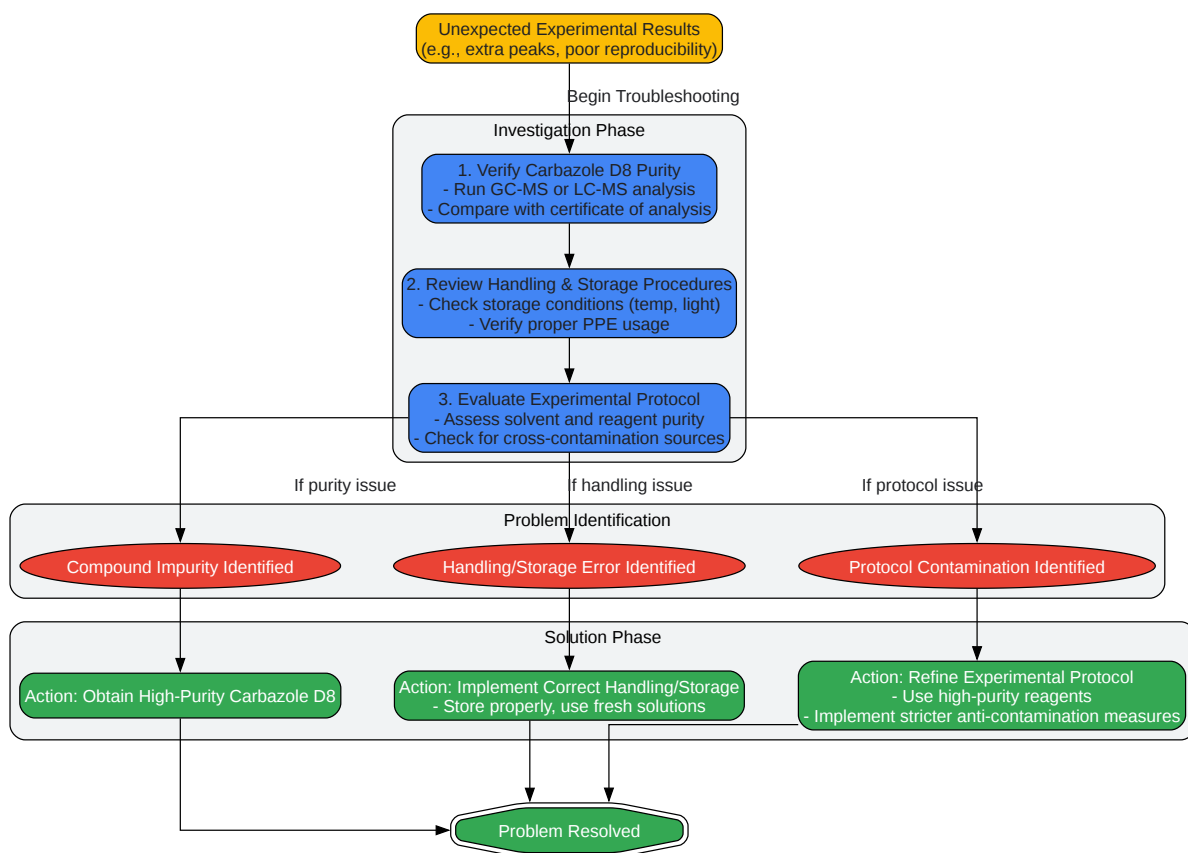 Unexpected Experimental Results
(e.g., extra peaks, poor reproducibility)
Begin Troubleshooting
Investigation Phase
1. Verify Carbazole D8 Purity
- Run GC-MS or LC-MS analysis
- Compare with certificate of analysis
2. Review Handling & Storage Procedures
- Check storage conditions (temp, light)
- Verify proper PPE usage
3. Evaluate Experimental Protocol
- Assess solvent and reagent purity
- Check for cross-contamination sources
If purity issue
If handling issue
If protocol issue
Problem Identification
Compound Impurity Identified
Handling/Storage Error Identified
Protocol Contamination Identified
Solution Phase
Action: Obtain High-Purity Carbazole D8
Action: Implement Correct Handling/Storage
- Store properly, use fresh solutions
Action: Refine Experimental Protocol
- Use high-purity reagents
- Implement stricter anti-contamination measures
Problem Resolved